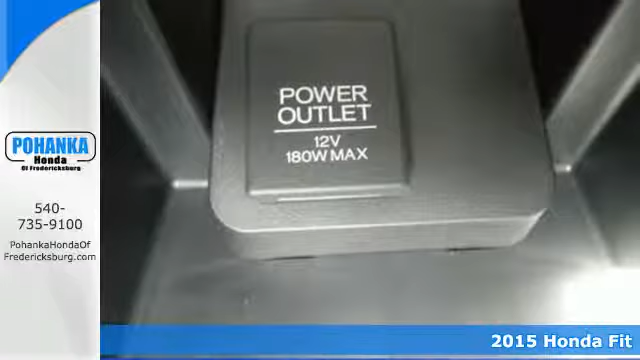 POHANKA
Honda
Of Fredericksburg
540-
735-9100
PohankaHondaOf
Fredericksburg.com
POWER
OUTLET
12V
180W MAX
2015 Honda Fit